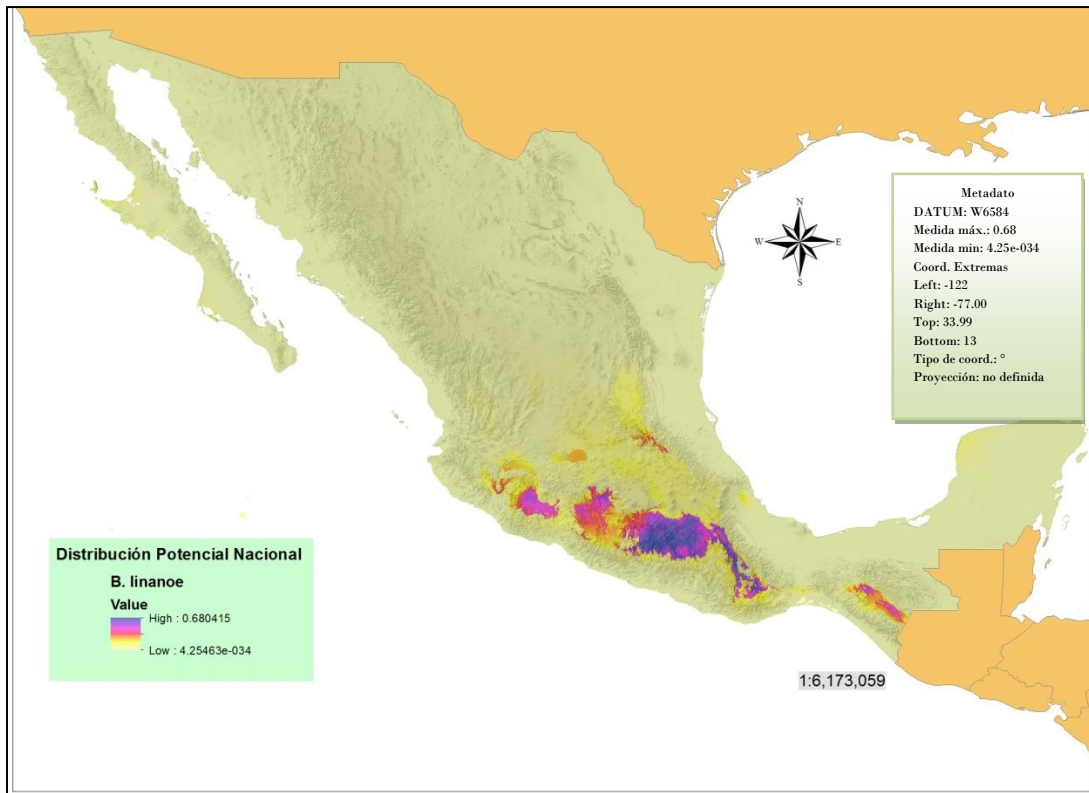 N
W
E
S
Metadato
DATUM: W6584
Medida máx.: 0.68
Medida min: 4.25e-034
Coord. Extremas
Left: -122
Right: -77.00
Top: 33.99
Bottom: 13
Tipo de coord.: °
Proyección: no definida
Distribución Potencial Nacional
B. linanoe
Value
High : 0.680415
Low : 4.25463e-034
1:6,173,059